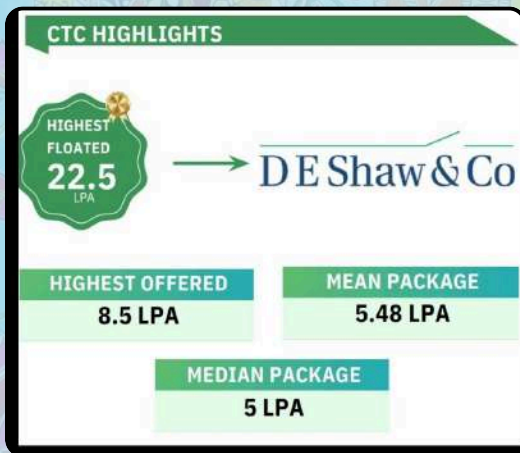 CTC HIGHLIGHTS
HIGHEST
FLOATED
22.5
LPA
D E Shaw & Co
HIGHEST OFFERED
8.5 LPA
MEAN PACKAGE
5.48 LPA
MEDIAN PACKAGE
5 LPA